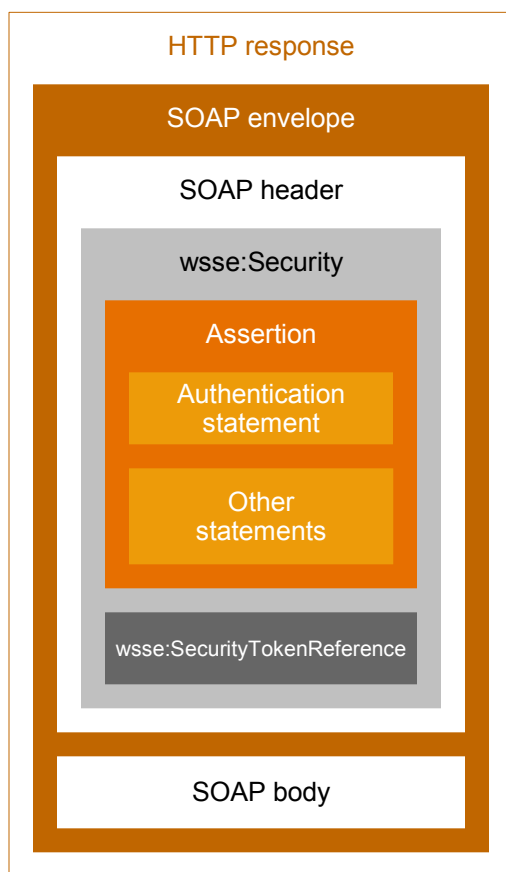 HTTP response
SOAP envelope
SOAP header
wsse:Security
Assertion
Authentication
statement
Other
statements
wsse:SecurityTokenReference
SOAP body